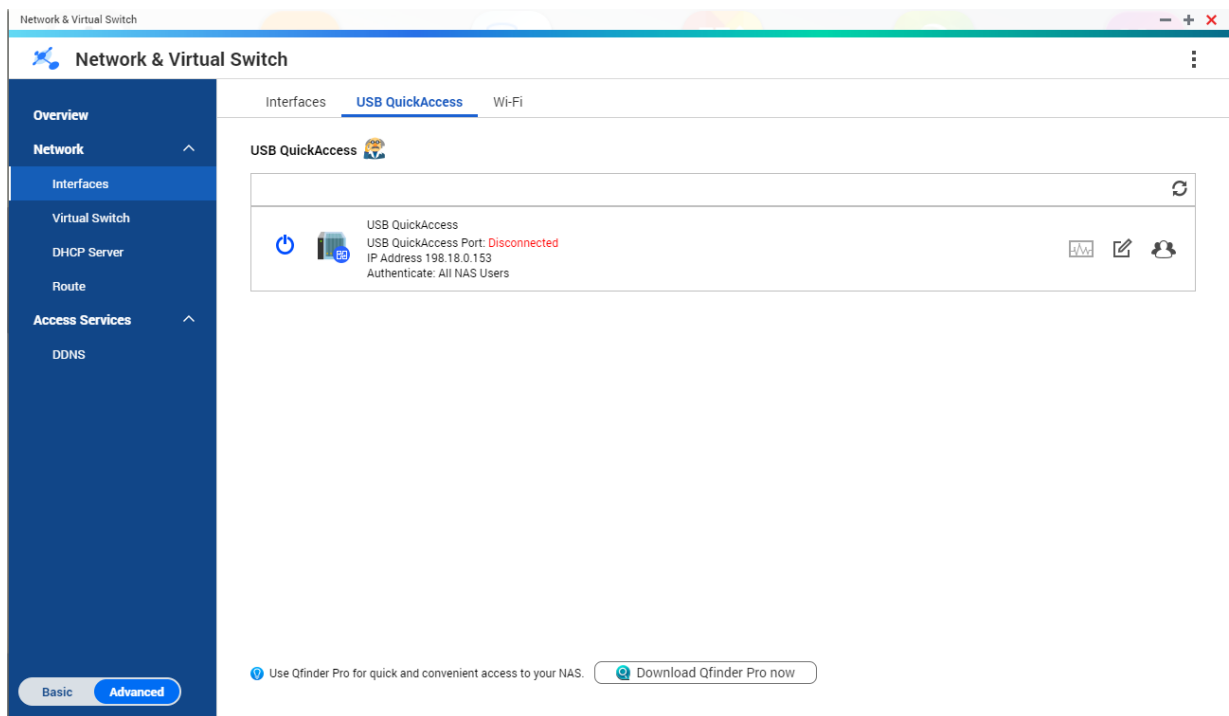 Network & Virtual Switch
Network & Virtual Switch
Interfaces USB QuickAccess Wi-Fi
Overview
Network
Interfaces
Virtual Switch
DHCP Server
Route
Access Services
DDNS
USB QuickAccess
USB QuickAccess
USB QuickAccess Port: Disconnected
IP Address 198.18.0.153
Authenticate: All NAS Users
Use Qfinder Pro for quick and convenient access to your NAS. Download Qfinder Pro now
Basic Advanced